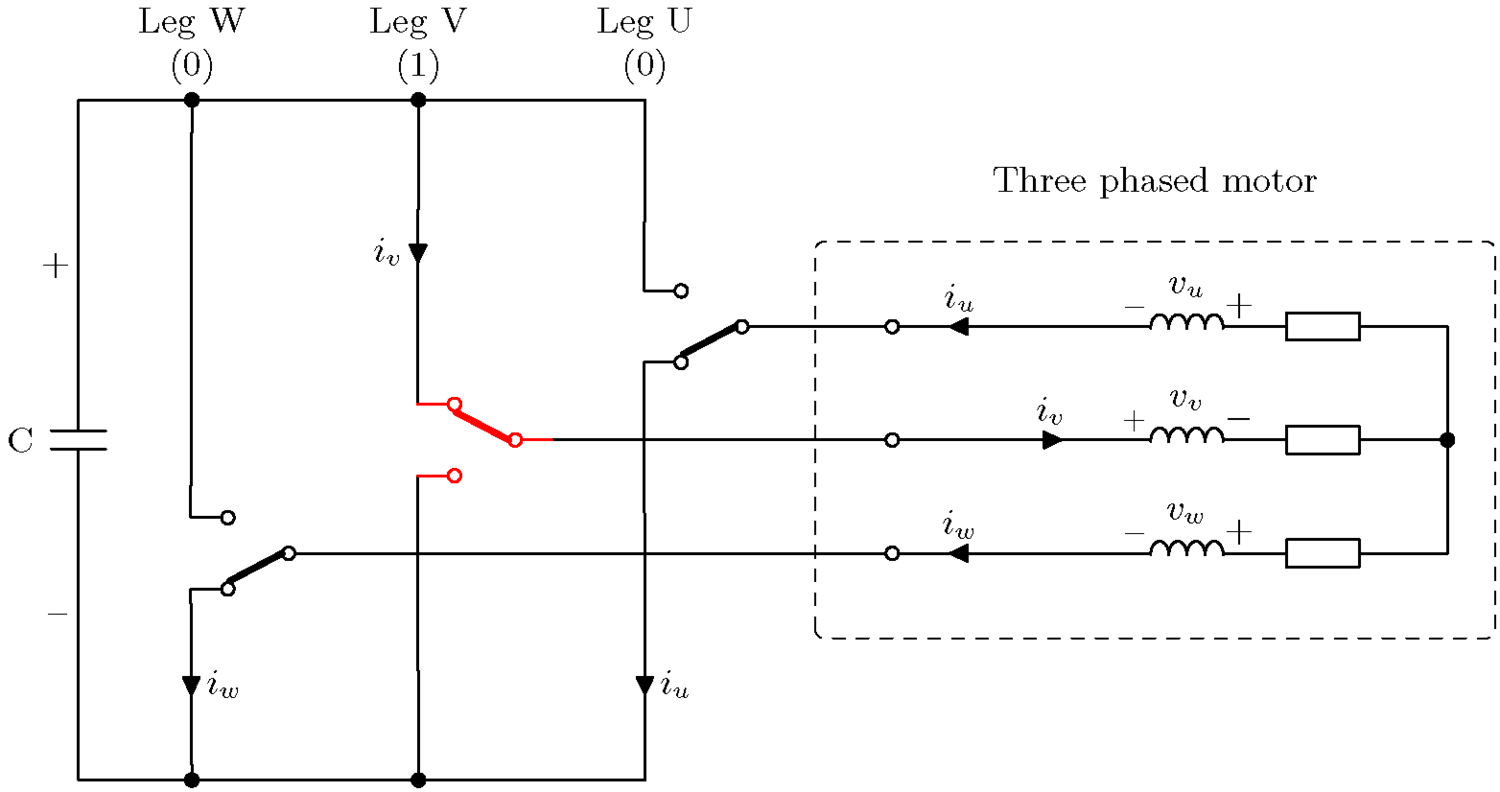 Leg W Leg V Leg U
(0) (1) (0)
Three phased motor
+ i_v i_u − v_u +
C i_v + v_v −
i_w − v_w +
−
i_w i_u